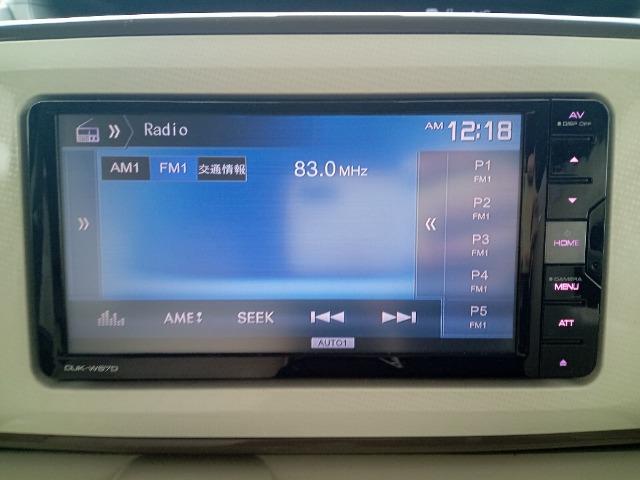 Radio
AM 12:18
AM1 FM1 交通情報 83.0 MHz
P1
FM1
P2
FM1
P3
FM1
P4
FM1
P5
FM1
AME
SEEK
AUTO1
AV
DISP OFF
HOME
CAMERA
MENU
ATT